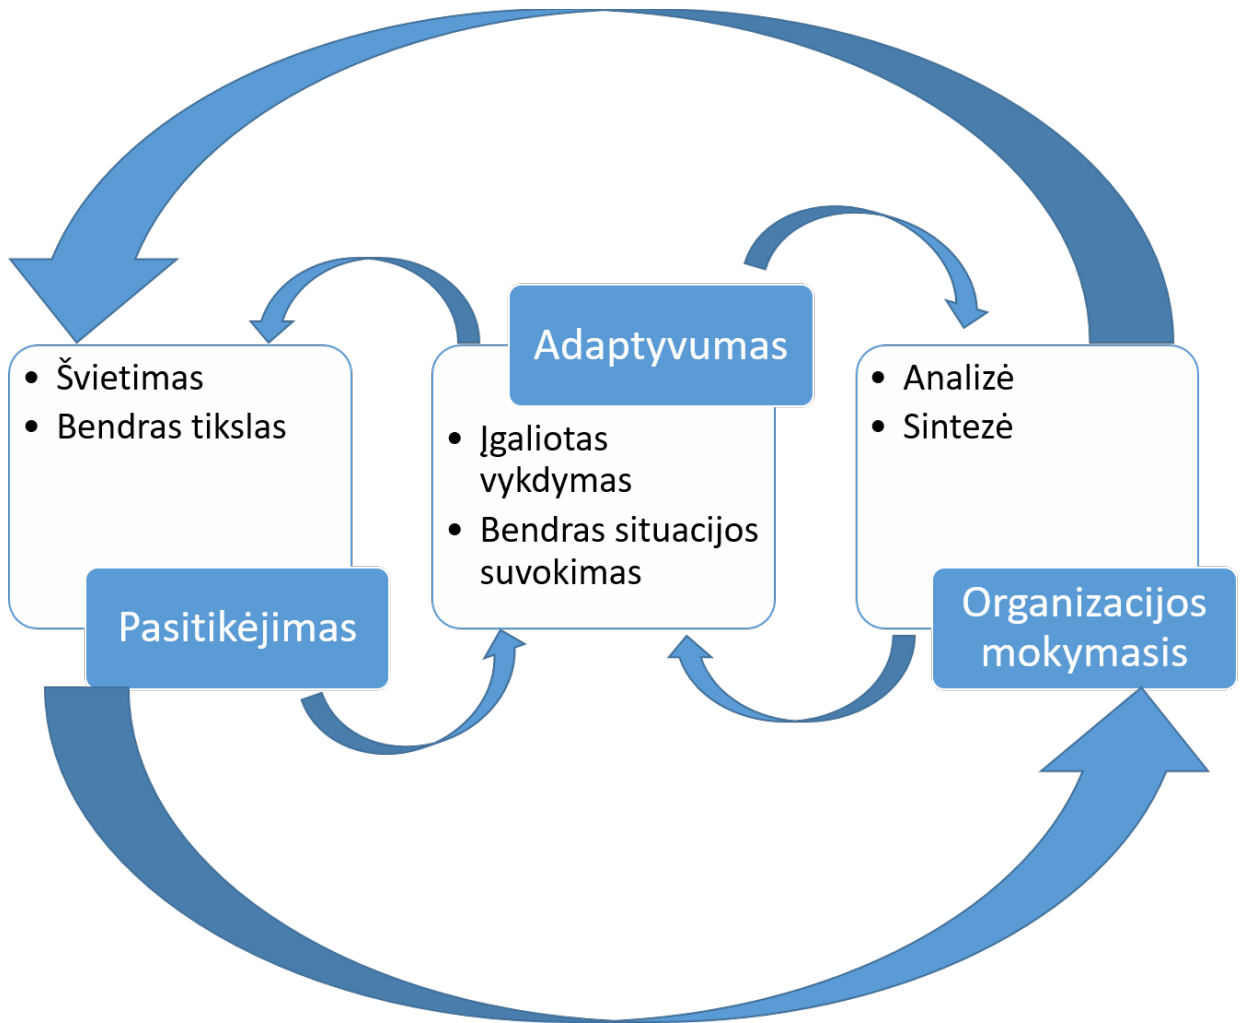 Švietimas
Bendras tikslas
Pasitikėjimas
Adaptyvumas
Įgaliotas
vykdymas
Bendras situacijos
suvokimas
Analizė
Sintezė
Organizacijos
mokymasis